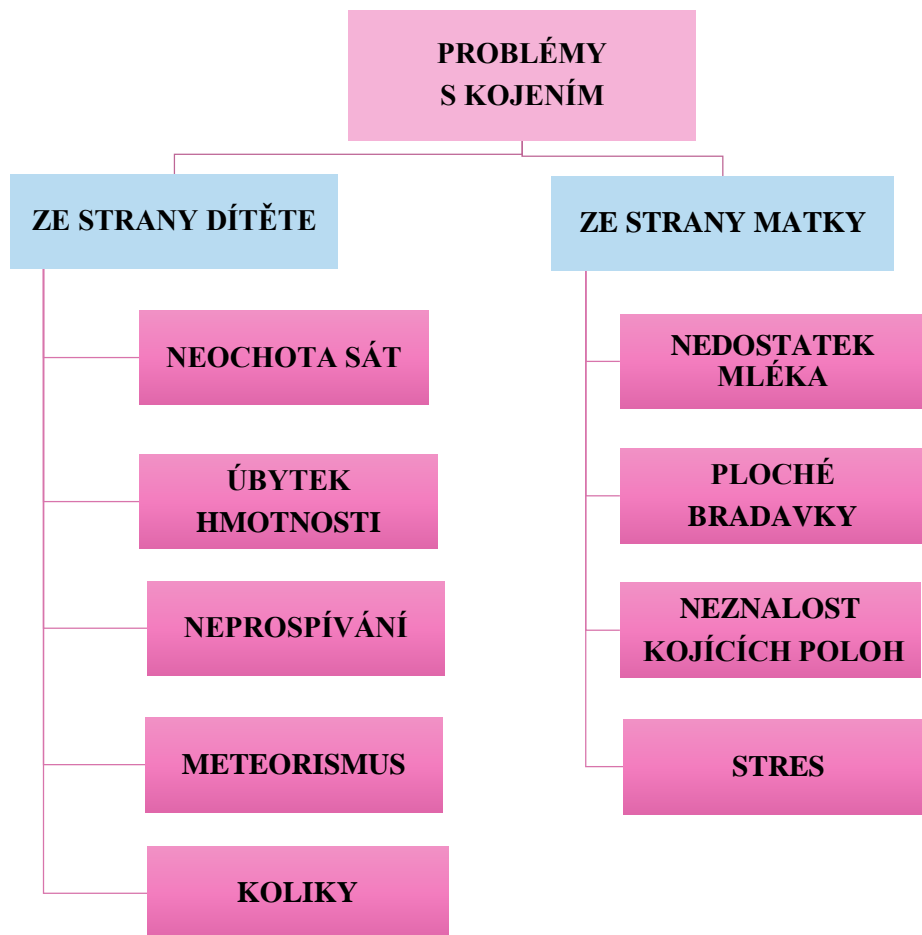 PROBLÉMY
S KOJENÍM
ZE STRANY DÍTĚTE
NEOCHOTA SÁT
ÚBYTEK
HMOTNOSTI
NEPROSPÍVÁNÍ
METEORISMUS
KOLIKY
ZE STRANY MATKY
NEDOSTATEK
MLÉKA
PLOCHÉ
BRADAVKY
NEZNALOST
KOJÍCÍCH POLOH
STRES